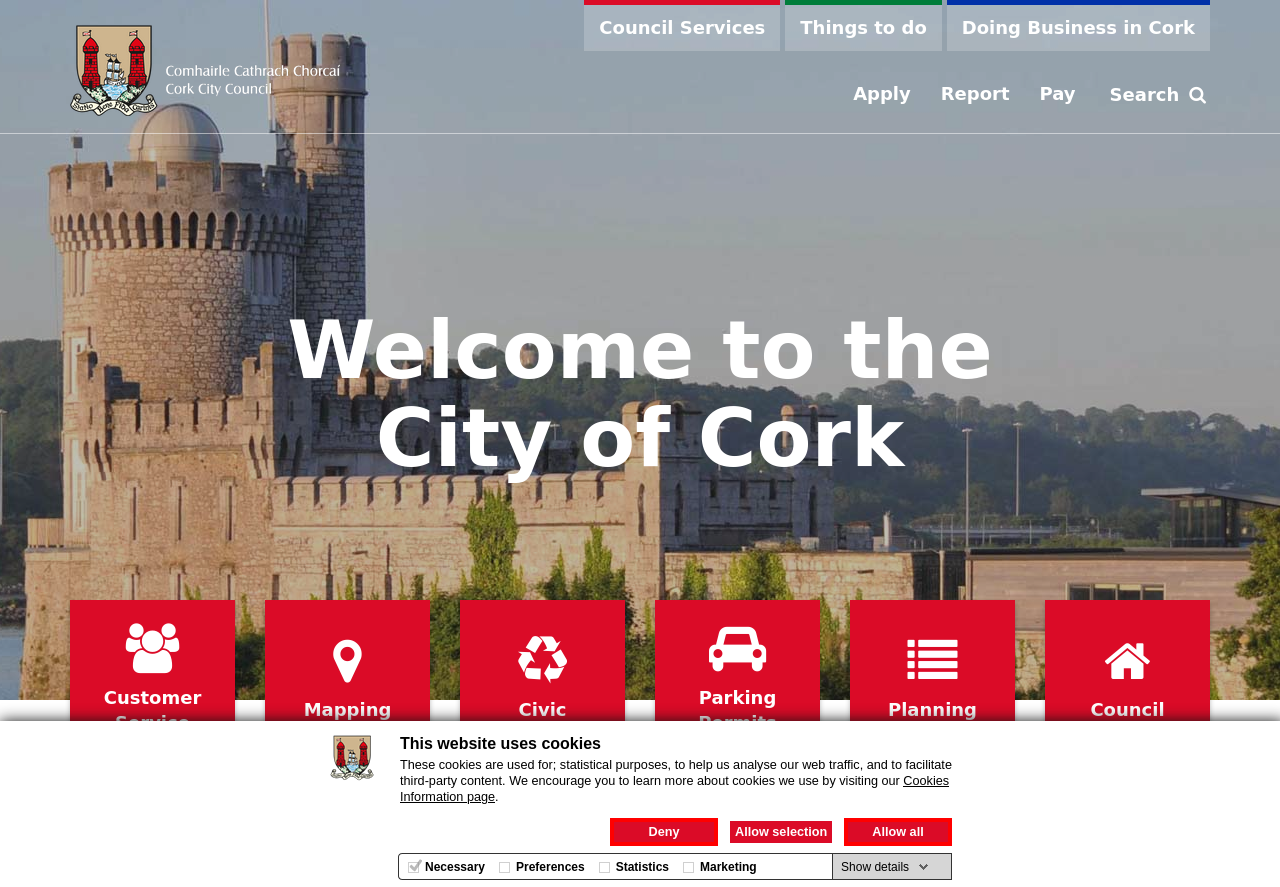 Council Services
Things to do
Doing Business in Cork
Comhairle Cathrach Chorcaí
Cork City Council
Statio Bene Fida Carinis
Apply
Report
Pay
Search
Welcome to the
City of Cork
Customer
Service
Mapping
Civic
Parking
Permits
Planning
Council
This website uses cookies
These cookies are used for; statistical purposes, to help us analyse our web traffic, and to facilitate
third-party content. We encourage you to learn more about cookies we use by visiting our Cookies
Information page.
Deny
Allow selection
Allow all
Necessary
Preferences
Statistics
Marketing
Show details